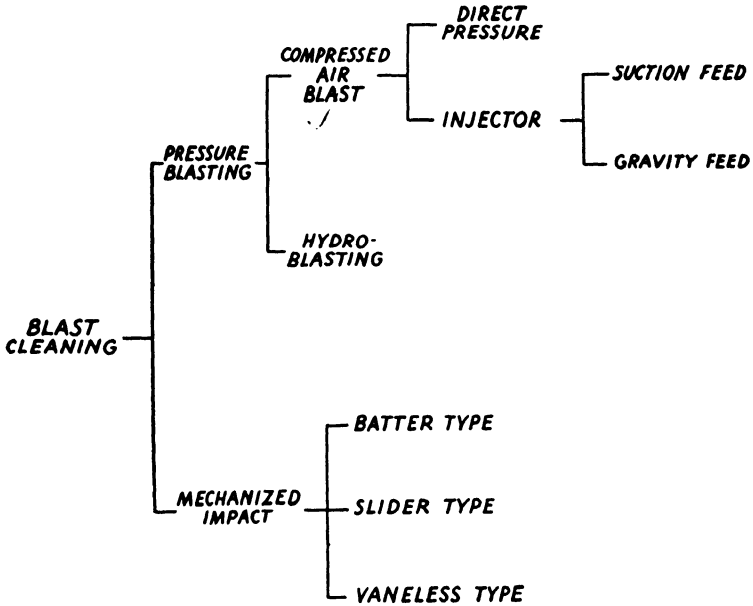 DIRECT
PRESSURE
COMPRESSED
AIR
BLAST
SUCTION FEED
INJECTOR
GRAVITY FEED
PRESSURE
BLASTING
HYDRO-
BLASTING
BLAST
CLEANING
BATTER TYPE
MECHANIZED
IMPACT
SLIDER TYPE
VANELESS TYPE